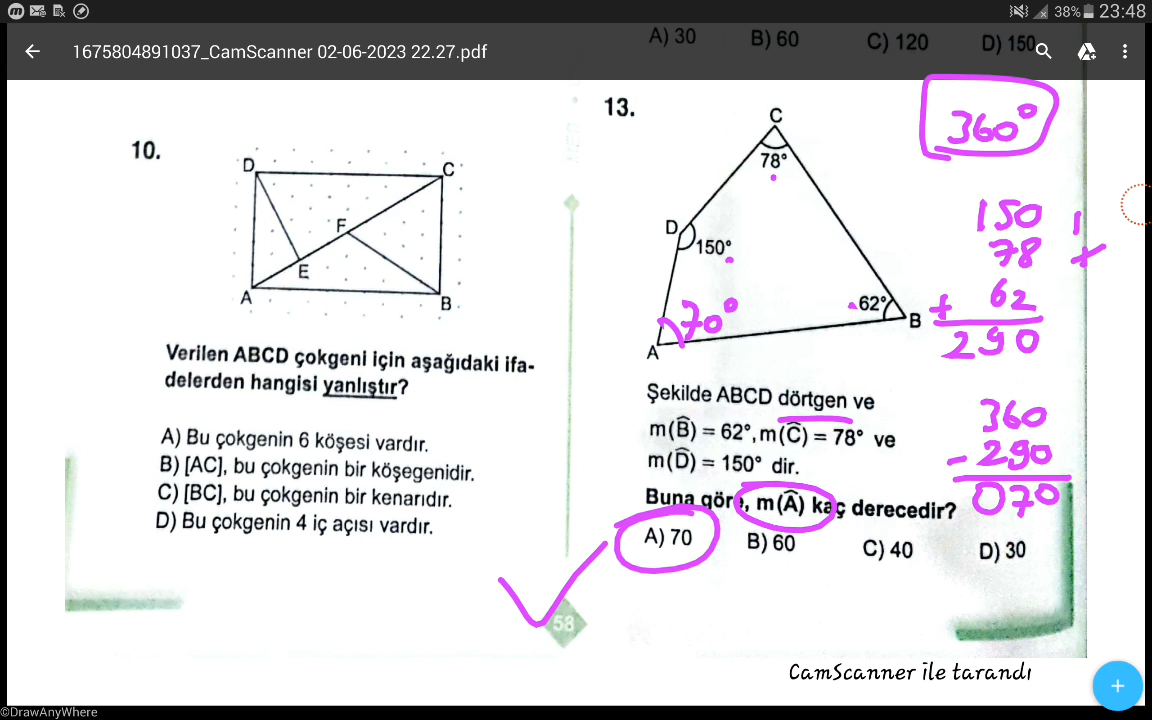 38% 23:48
1675804891037_CamScanner 02-06-2023 22.27.pdf
A) 30 B) 60 C) 120 D) 150
10.
D
C
F
E
A
B
Verilen ABCD çokgeni için aşağıdaki ifa-
delerden hangisi yanlıştır?
A) Bu çokgenin 6 köşesi vardır.
B) [AC], bu çokgenin bir köşegenidir.
C) [BC], bu çokgenin bir kenarıdır.
D) Bu çokgenin 4 iç açısı vardır.
58
13.
C
78°
D
150°
62°
B
70°
A
Şekilde ABCD dörtgen ve
m(B̂) = 62°, m(Ĉ) = 78° ve
m(D̂) = 150° dir.
Buna göre, m(Â) kaç derecedir?
A) 70 B) 60 C) 40 D) 30
360°
150
78
+ 62
290
360
- 290
070
CamScanner ile tarandı
+
©DrawAnyWhere